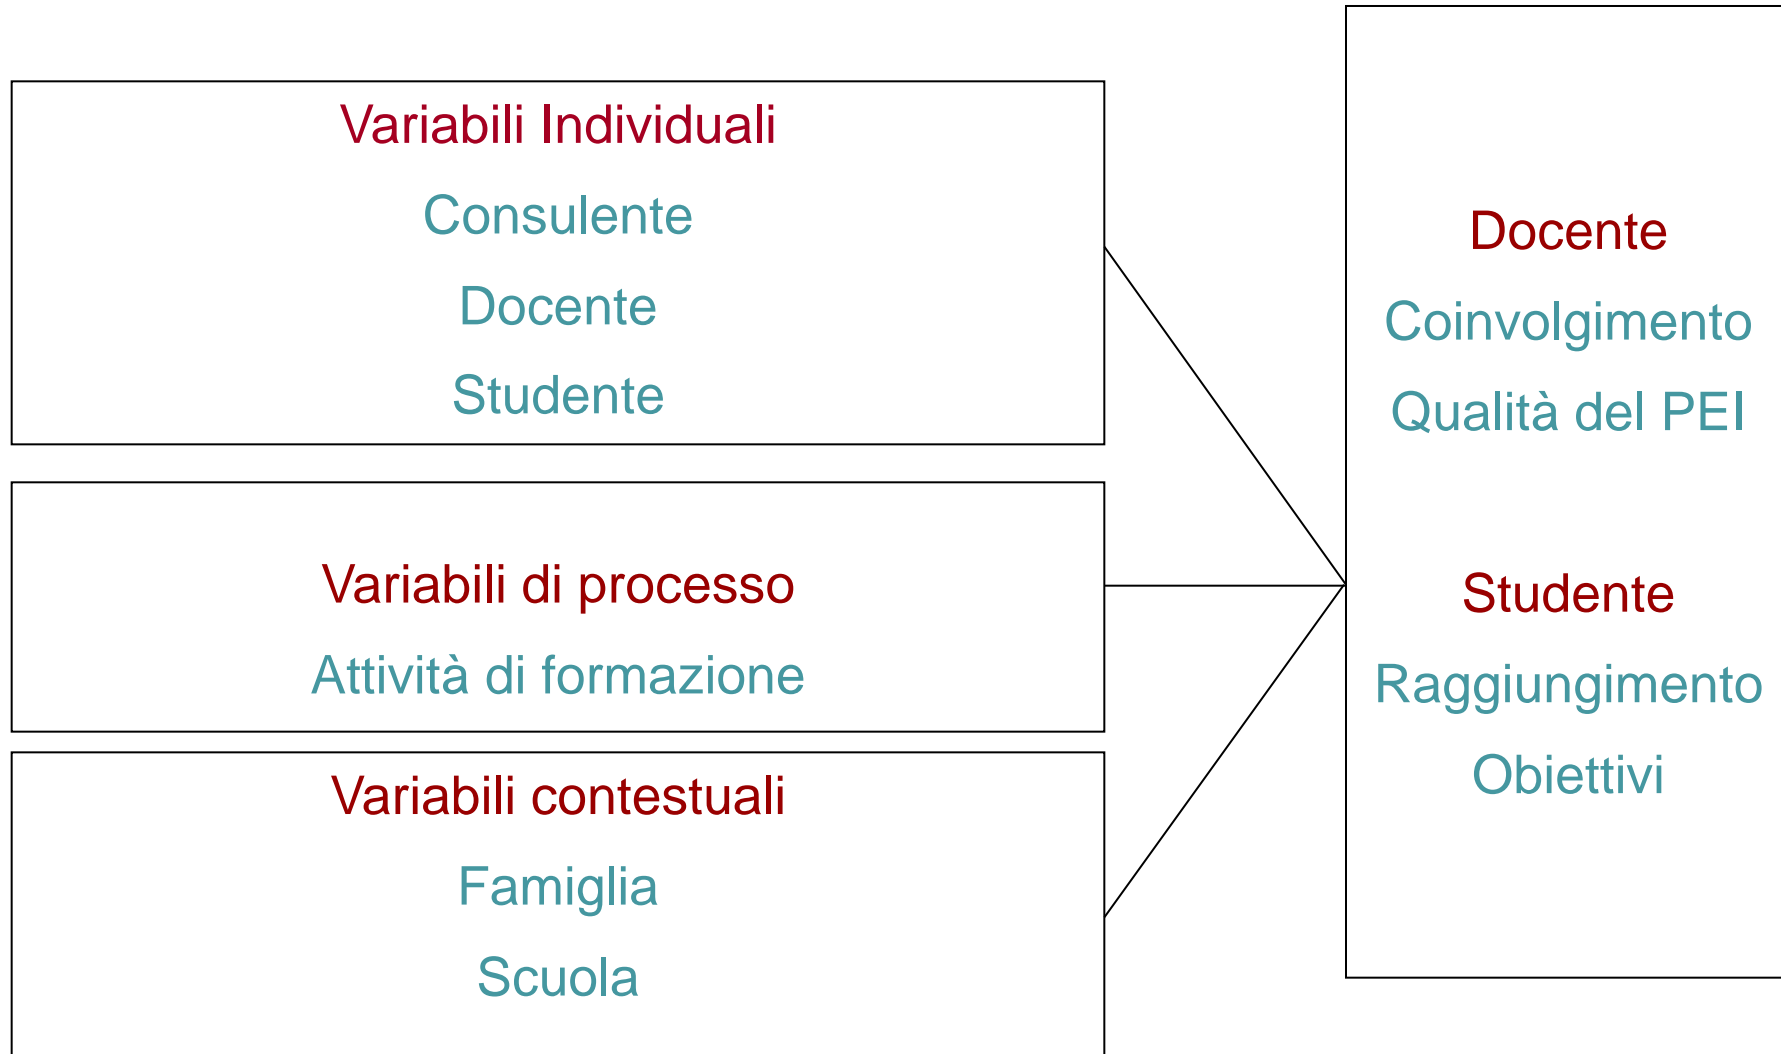 Variabili Individuali
Consulente
Docente
Studente
Variabili di processo
Attività di formazione
Variabili contestuali
Famiglia
Scuola
Docente
Coinvolgimento
Qualità del PEI
Studente
Raggiungimento
Obiettivi